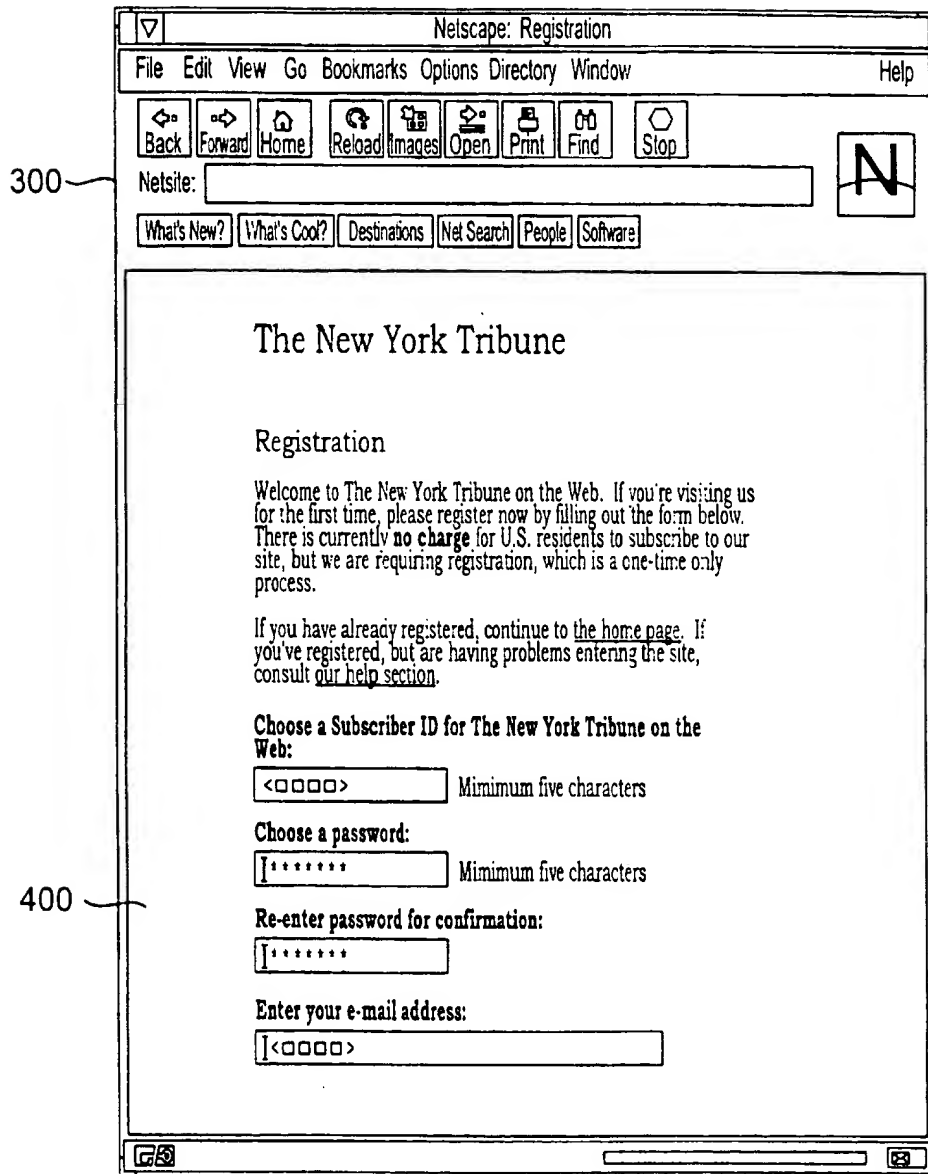 Netscape: Registration
File Edit View Go Bookmarks Options Directory Window Help
Back Forward Home Reload Images Open Print Find Stop
N
300
Netsite:
What's New? What's Cool? Destinations Net Search People Software
The New York Tribune
Registration
Welcome to The New York Tribune on the Web. If you're visiting us
for the first time, please register now by filling out the form below.
There is currently no charge for U.S. residents to subscribe to our
site, but we are requiring registration, which is a one-time only
process.
If you have already registered, continue to the home page. If
you've registered, but are having problems entering the site,
consult our help section.
Choose a Subscriber ID for The New York Tribune on the
Web:
<□□□□> Mimimum five characters
Choose a password:
******* Mimimum five characters
400
Re-enter password for confirmation:
*******
Enter your e-mail address:
<□□□□>